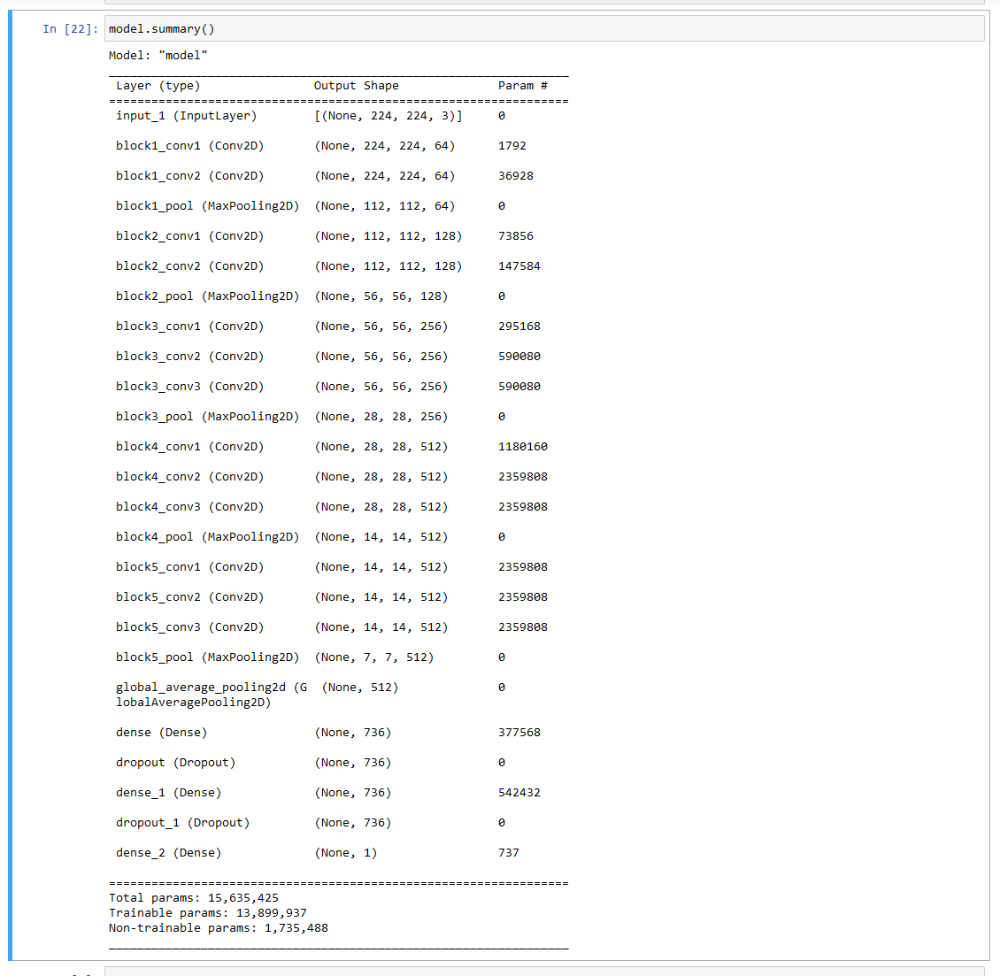 In [22]: model.summary()
Model: "model"
_________________________________________________________________
Layer (type) Output Shape Param #
=================================================================
input_1 (InputLayer) [(None, 224, 224, 3)] 0
block1_conv1 (Conv2D) (None, 224, 224, 64) 1792
block1_conv2 (Conv2D) (None, 224, 224, 64) 36928
block1_pool (MaxPooling2D) (None, 112, 112, 64) 0
block2_conv1 (Conv2D) (None, 112, 112, 128) 73856
block2_conv2 (Conv2D) (None, 112, 112, 128) 147584
block2_pool (MaxPooling2D) (None, 56, 56, 128) 0
block3_conv1 (Conv2D) (None, 56, 56, 256) 295168
block3_conv2 (Conv2D) (None, 56, 56, 256) 590080
block3_conv3 (Conv2D) (None, 56, 56, 256) 590080
block3_pool (MaxPooling2D) (None, 28, 28, 256) 0
block4_conv1 (Conv2D) (None, 28, 28, 512) 1180160
block4_conv2 (Conv2D) (None, 28, 28, 512) 2359808
block4_conv3 (Conv2D) (None, 28, 28, 512) 2359808
block4_pool (MaxPooling2D) (None, 14, 14, 512) 0
block5_conv1 (Conv2D) (None, 14, 14, 512) 2359808
block5_conv2 (Conv2D) (None, 14, 14, 512) 2359808
block5_conv3 (Conv2D) (None, 14, 14, 512) 2359808
block5_pool (MaxPooling2D) (None, 7, 7, 512) 0
global_average_pooling2d (G (None, 512) 0
lobalAveragePooling2D)
dense (Dense) (None, 736) 377568
dropout (Dropout) (None, 736) 0
dense_1 (Dense) (None, 736) 542432
dropout_1 (Dropout) (None, 736) 0
dense_2 (Dense) (None, 1) 737
=================================================================
Total params: 15,635,425
Trainable params: 13,899,937
Non-trainable params: 1,735,488
_________________________________________________________________